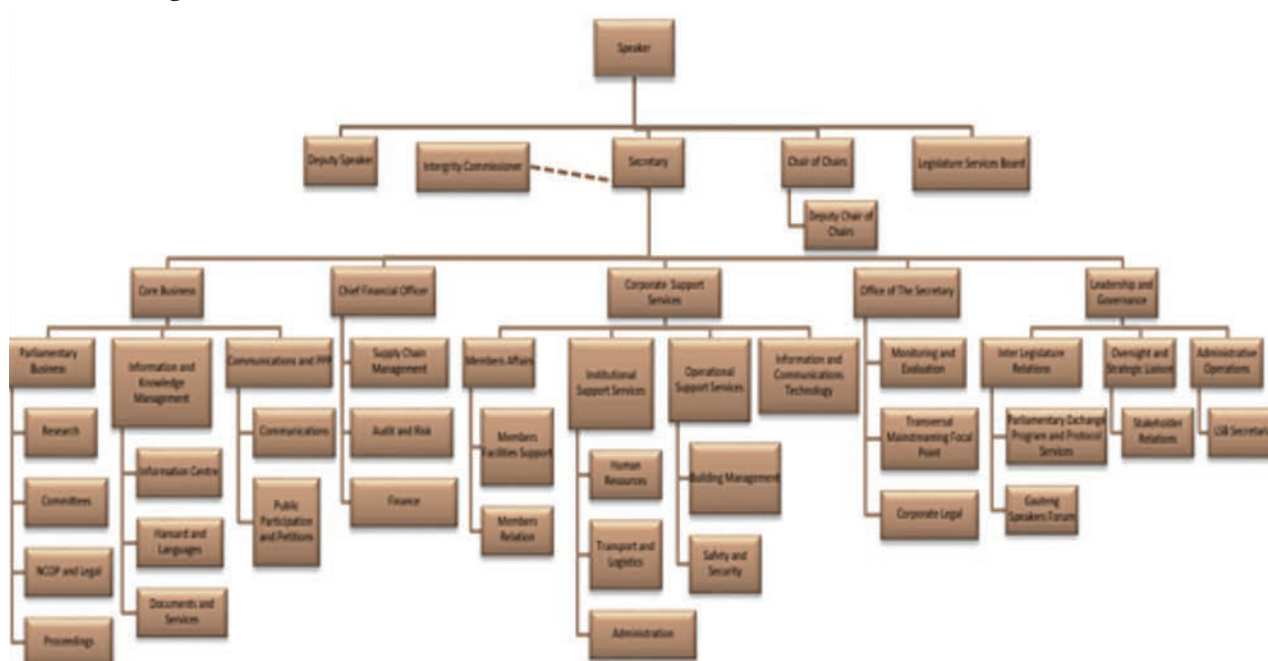 Speaker
Deputy Speaker
Intergrity Commissioner
Secretary
Chair of Chairs
Legislature Services Board
Deputy Chair of
Chairs
Core Business
Chief Financial Officer
Corporate Support
Services
Office of The Secretary
Leadership and
Governance
Parliamentary
Business
Research
Committees
NCOP and Legal
Proceedings
Information and
Knowledge
Management
Information Centre
Hansard and
Languages
Documents and
Services
Communications and PPP
Communications
Public
Participation
and Petitions
Supply Chain
Management
Audit and Risk
Finance
Members Affairs
Members
Facilities Support
Members
Relation
Institutional
Support Services
Human
Resources
Transport and
Logistics
Administration
Operational
Support Services
Building Management
Safety and
Security
Information and
Communications
Technology
Monitoring and
Evaluation
Transversal
Mainstreaming Focal
Point
Corporate Legal
Inter Legislature
Relations
Parliamentary Exchange
Program and Protocol
Services
Gauteng
Speakers Forum
Oversight and
Strategic Liaison
Stakeholder
Relations
Administrative
Operations
LSB Secretariat